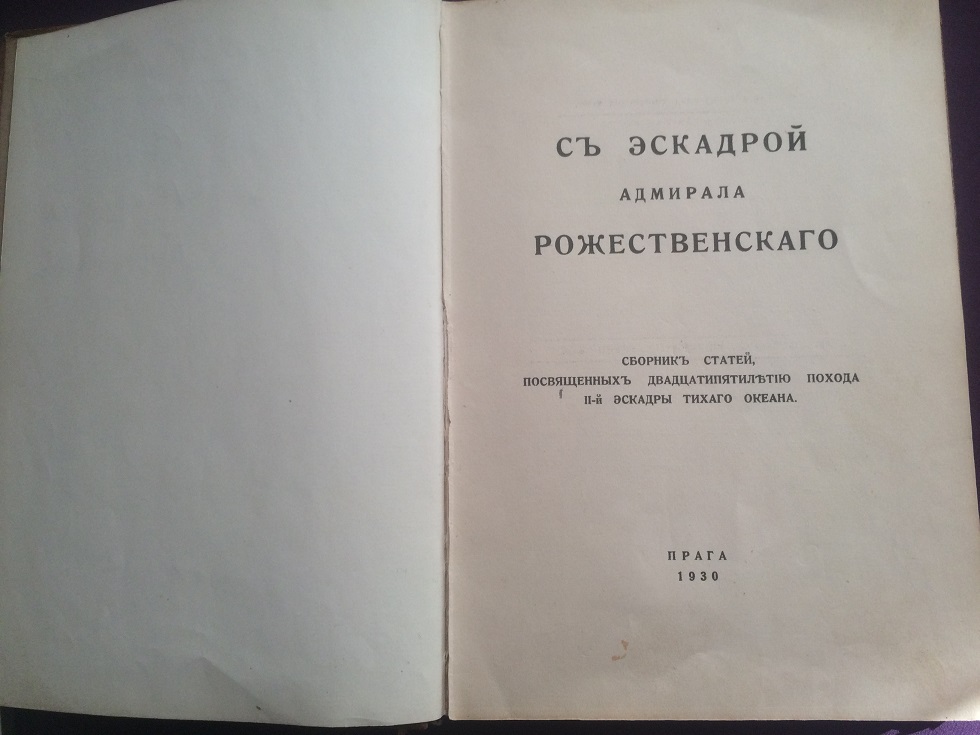 СЪ ЭСКАДРОЙ
АДМИРАЛА
РОЖЕСТВЕНСКАГО
СБОРНИКЪ СТАТЕЙ,
ПОСВЯЩЕННЫХЪ ДВАДЦАТИПЯТИЛѢТІЮ ПОХОДА
II-й ЭСКАДРЫ ТИХАГО ОКЕАНА.
ПРАГА
1930